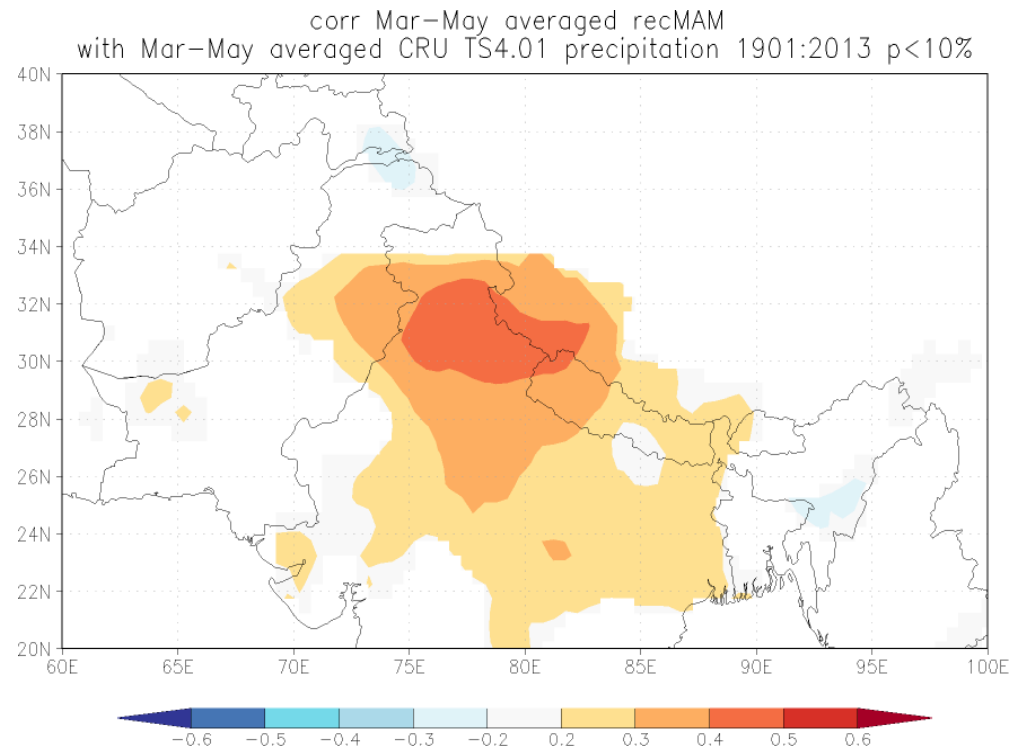 corr Mar-May averaged recMAM
with Mar-May averaged CRU TS4.01 precipitation 1901:2013 p<10%
40N
38N
36N
34N
32N
30N
28N
26N
24N
22N
20N
60E 65E 70E 75E 80E 85E 90E 95E 100E
-0.6 -0.5 -0.4 -0.3 -0.2 0.2 0.3 0.4 0.5 0.6